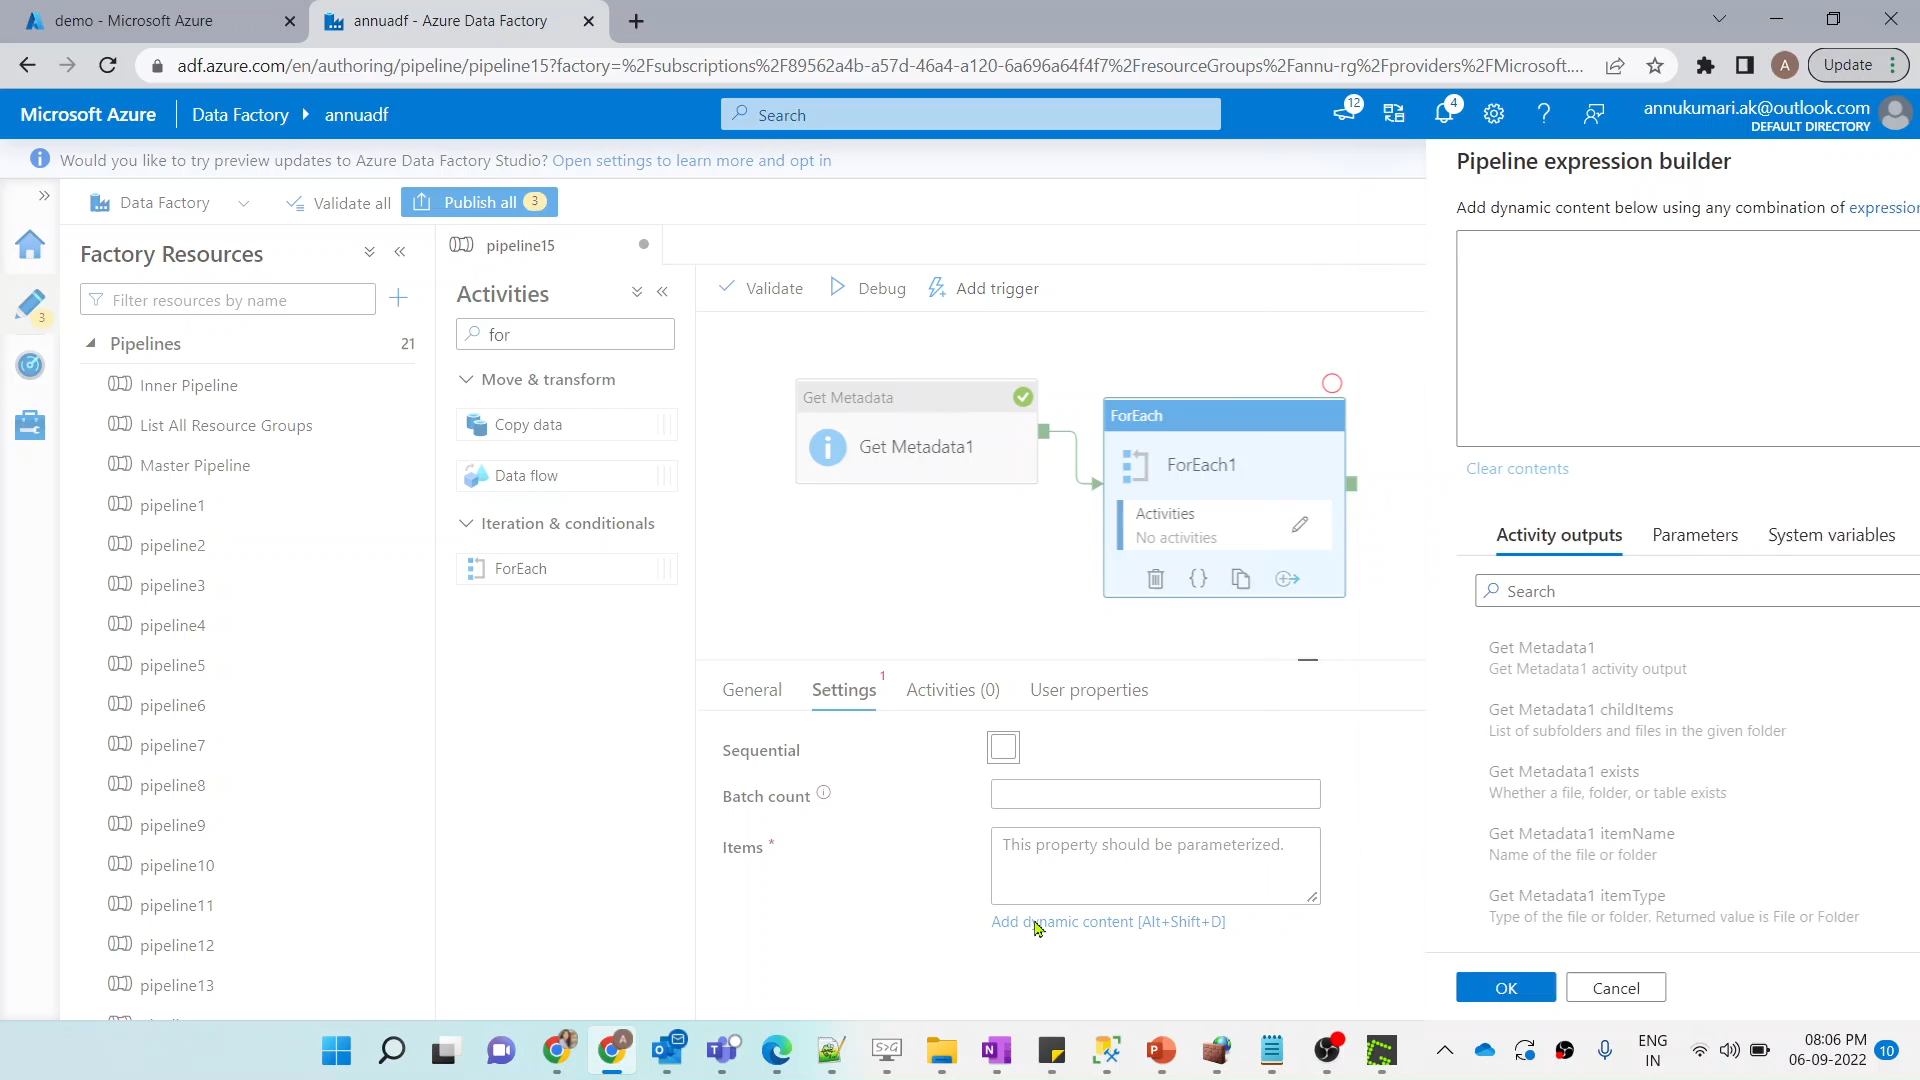 demo - Microsoft Azure
annuadf - Azure Data Factory
adf.azure.com/en/authoring/pipeline/pipeline15?factory=%2Fsubscriptions%2F89562a4b-a57d-46a4-a120-6a696a64f4f7%2FresourceGroups%2Fannu-rg%2Fproviders%2FMicrosoft....
A
Update
Microsoft Azure
Data Factory
annuadf
Search
12
4
annukumari.ak@outlook.com
DEFAULT DIRECTORY
Would you like to try preview updates to Azure Data Factory Studio? Open settings to learn more and opt in
Data Factory
Validate all
Publish all 3
3
Factory Resources
Filter resources by name
Pipelines 21
Inner Pipeline
List All Resource Groups
Master Pipeline
pipeline1
pipeline2
pipeline3
pipeline4
pipeline5
pipeline6
pipeline7
pipeline8
pipeline9
pipeline10
pipeline11
pipeline12
pipeline13
pipeline15
Activities
for
Move & transform
Copy data
Data flow
Iteration & conditionals
ForEach
Validate
Debug
Add trigger
Get Metadata
Get Metadata1
ForEach
ForEach1
Activities
No activities
General
Settings 1
Activities (0)
User properties
Sequential
Batch count
Items *
This property should be parameterized.
Add dynamic content [Alt+Shift+D]
Pipeline expression builder
Add dynamic content below using any combination of expression
Clear contents
Activity outputs
Parameters
System variables
Search
Get Metadata1
Get Metadata1 activity output
Get Metadata1 childItems
List of subfolders and files in the given folder
Get Metadata1 exists
Whether a file, folder, or table exists
Get Metadata1 itemName
Name of the file or folder
Get Metadata1 itemType
Type of the file or folder. Returned value is File or Folder
OK
Cancel
ENG
IN
08:06 PM
06-09-2022
10